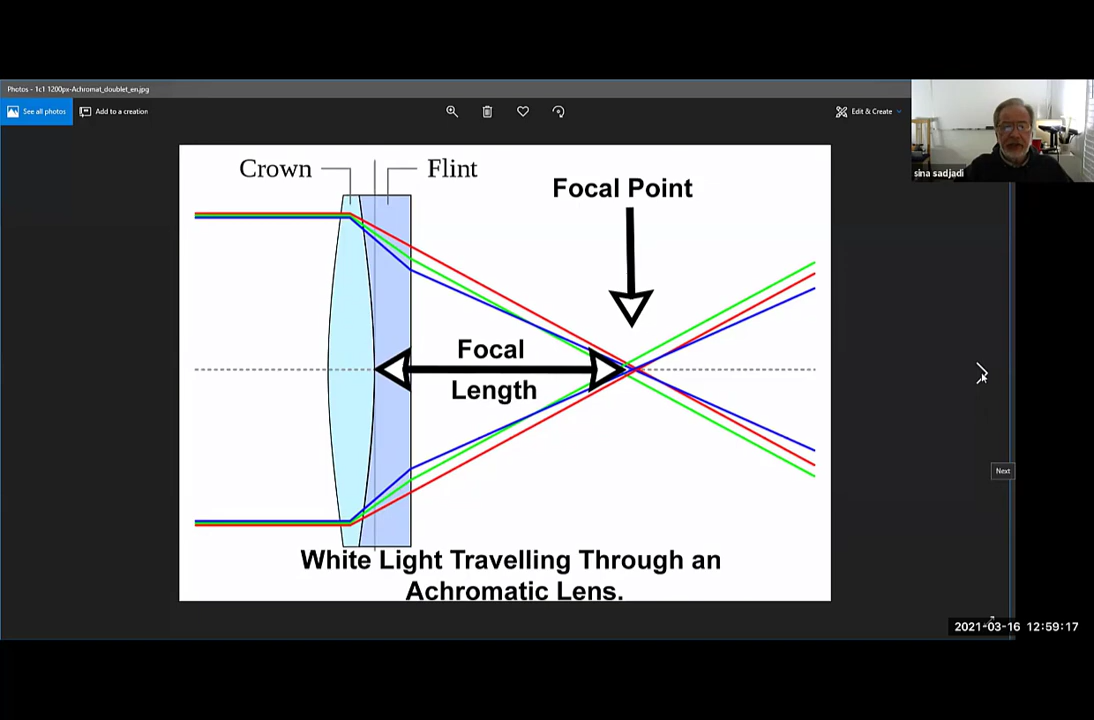 Photos - 1c1 1200px-Achromat_doublet_en.jpg
See all photos
Add to a creation
Edit & Create
sina sadjadi
Crown
Flint
Focal Point
Focal
Length
Next
White Light Travelling Through an
Achromatic Lens.
2021-03-16 12:59:17